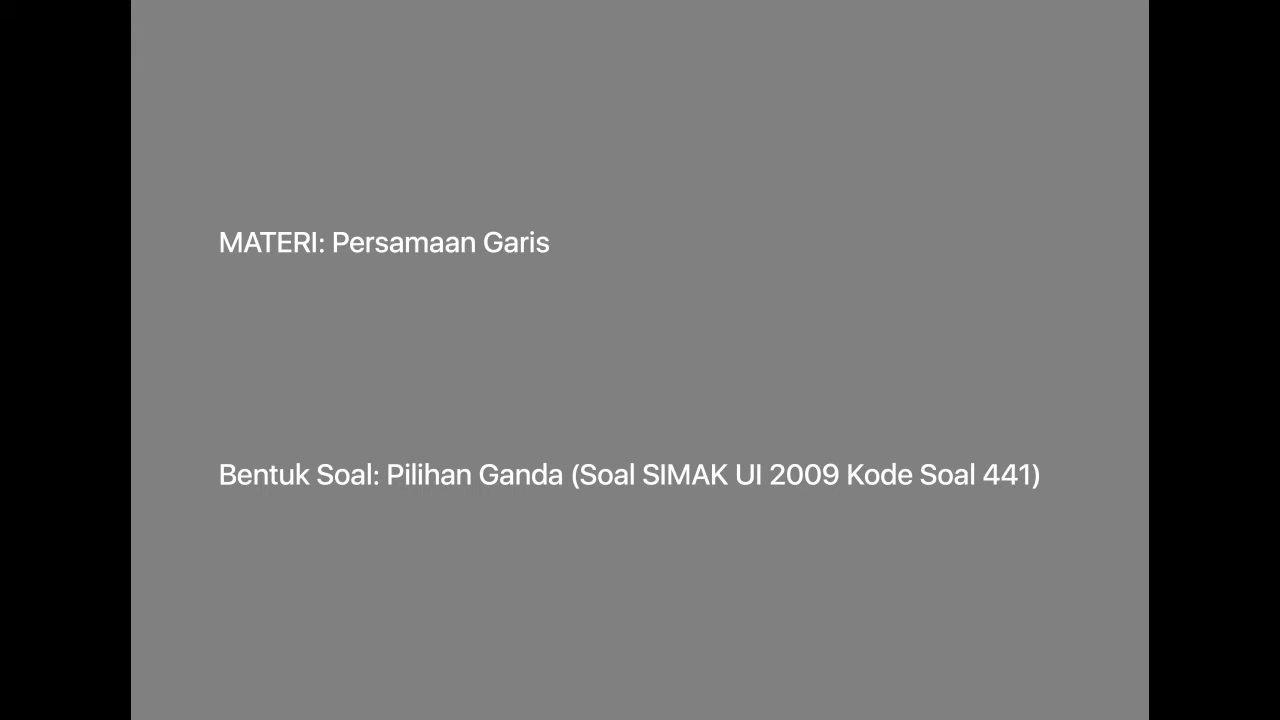 MATERI: Persamaan Garis
Bentuk Soal: Pilihan Ganda (Soal SIMAK UI 2009 Kode Soal 441)